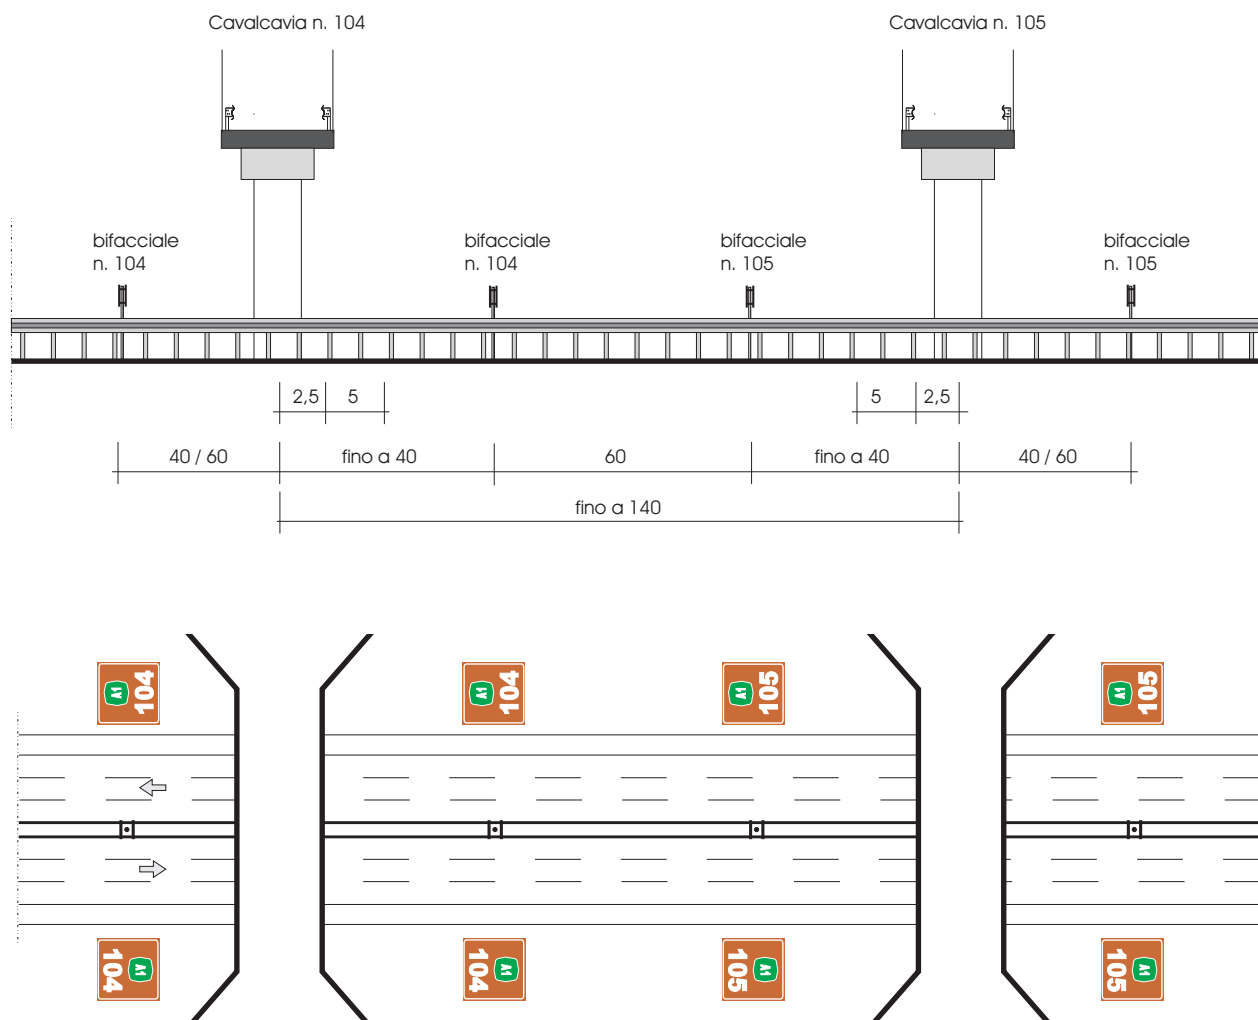 Cavalcavia n. 104
Cavalcavia n. 105
bifacciale
n. 104
bifacciale
n. 104
bifacciale
n. 105
bifacciale
n. 105
2,5
5
5
2,5
40 / 60
fino a 40
60
fino a 40
40 / 60
fino a 140
A1
104
A1
104
A1
105
A1
105
104
A1
104
A1
105
A1
105
A1